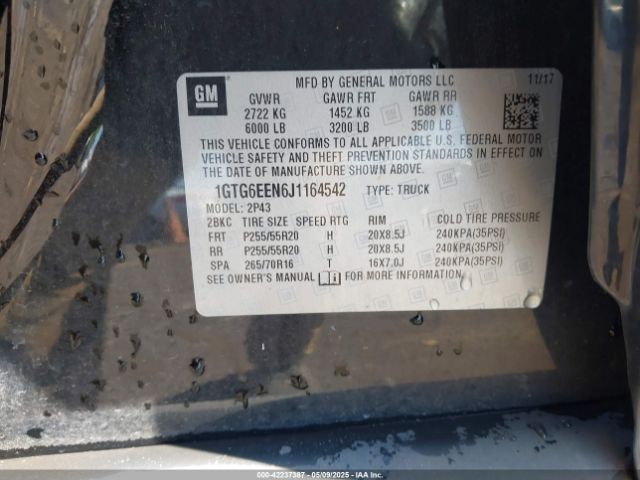 GM
MFD BY GENERAL MOTORS LLC 11/17
GVWR GAWR FRT GAWR RR
2722 KG 1452 KG 1588 KG
6000 LB 3200 LB 3500 LB
THIS VEHICLE CONFORMS TO ALL APPLICABLE U.S. FEDERAL MOTOR
VEHICLE SAFETY AND THEFT PREVENTION STANDARDS IN EFFECT ON
THE DATE OF MANUFACTURE SHOWN ABOVE.
1GTG6EEN6J1164542 TYPE: TRUCK
MODEL: 2P43
2BKC TIRE SIZE SPEED RTG RIM COLD TIRE PRESSURE
FRT P255/55R20 H 20X8.5J 240KPA(35PSI)
RR P255/55R20 H 20X8.5J 240KPA(35PSI)
SPA 265/70R16 T 16X7.0J 240KPA(35PSI)
SEE OWNER'S MANUAL FOR MORE INFORMATION.
000-42237387 - 05/09/2025 - IAAI.com